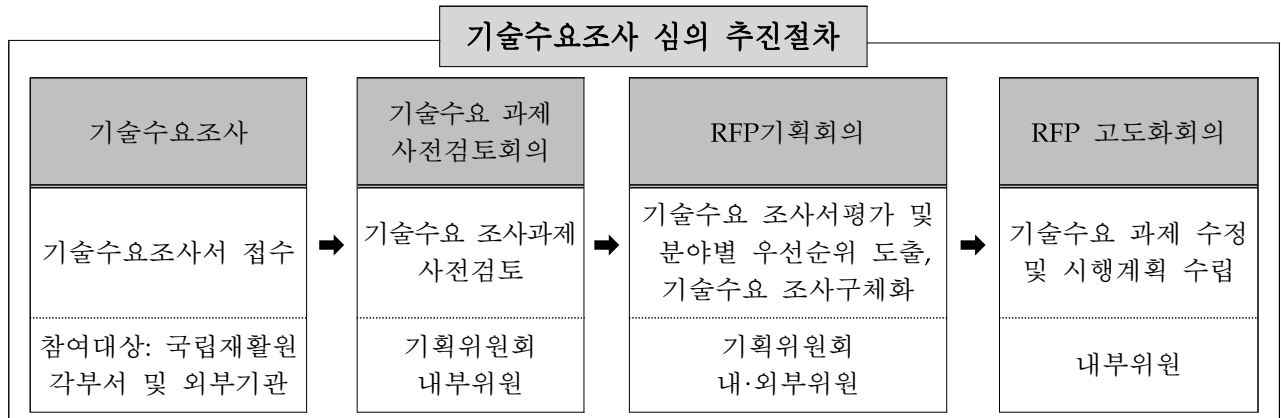 기술수요조사 심의 추진절차
기술수요조사
기술수요조사서 접수
참여대상: 국립재활원
각부서 및 외부기관
기술수요 과제
사전검토회의
기술수요 조사과제
사전검토
기획위원회
내부위원
RFP기획회의
기술수요 조사서평가 및
분야별 우선순위 도출,
기술수요 조사구체화
기획위원회
내·외부위원
RFP 고도화회의
기술수요 과제 수정
및 시행계획 수립
내부위원